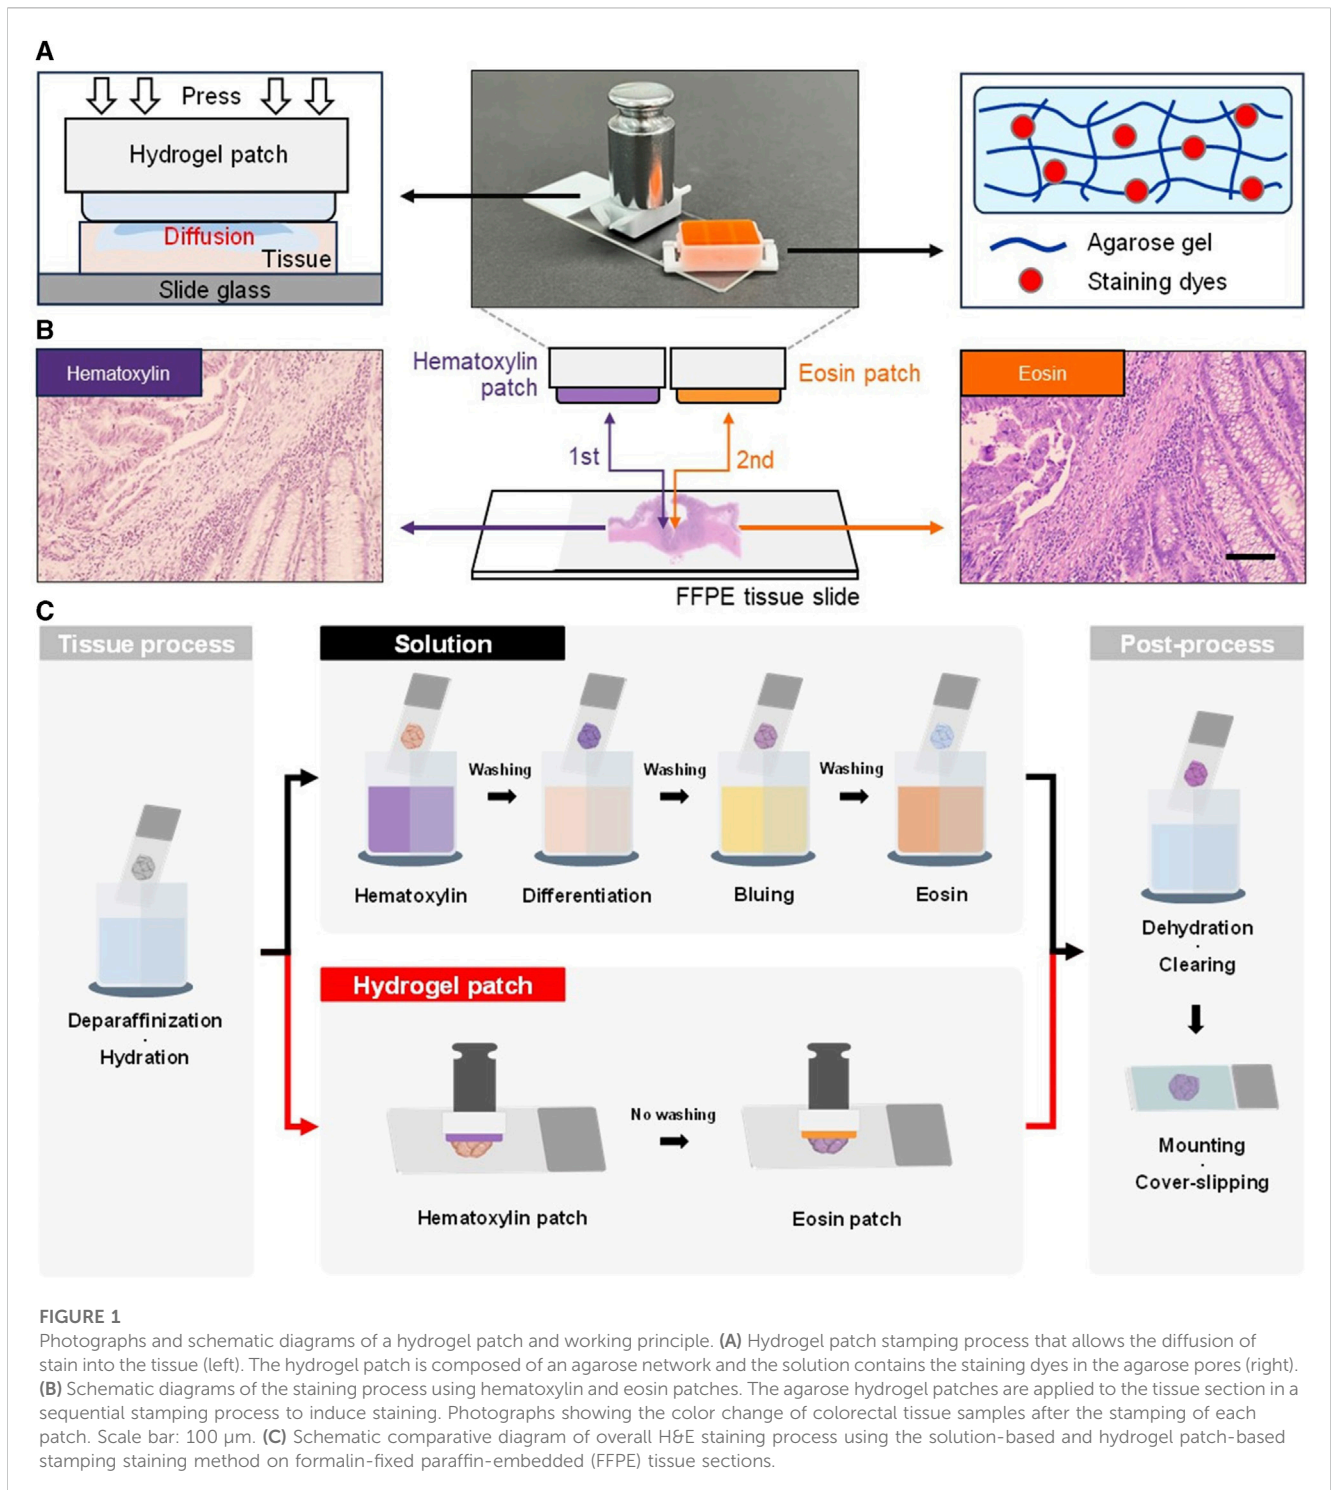 A
Press
Hydrogel patch
Diffusion
Tissue
Slide glass
Agarose gel
Staining dyes
B
Hematoxylin
Hematoxylin
patch
Eosin patch
Eosin
1st
2nd
FFPE tissue slide
C
Tissue process
Solution
Post-process
Washing
Washing
Washing
Hematoxylin
Differentiation
Bluing
Eosin
Deparaffinization
·
Hydration
Dehydration
·
Clearing
Hydrogel patch
No washing
Hematoxylin patch
Eosin patch
Mounting
·
Cover-slipping
FIGURE 1
Photographs and schematic diagrams of a hydrogel patch and working principle. (A) Hydrogel patch stamping process that allows the diffusion of
stain into the tissue (left). The hydrogel patch is composed of an agarose network and the solution contains the staining dyes in the agarose pores (right).
(B) Schematic diagrams of the staining process using hematoxylin and eosin patches. The agarose hydrogel patches are applied to the tissue section in a
sequential stamping process to induce staining. Photographs showing the color change of colorectal tissue samples after the stamping of each
patch. Scale bar: 100 μm. (C) Schematic comparative diagram of overall H&E staining process using the solution-based and hydrogel patch-based
stamping staining method on formalin-fixed paraffin-embedded (FFPE) tissue sections.